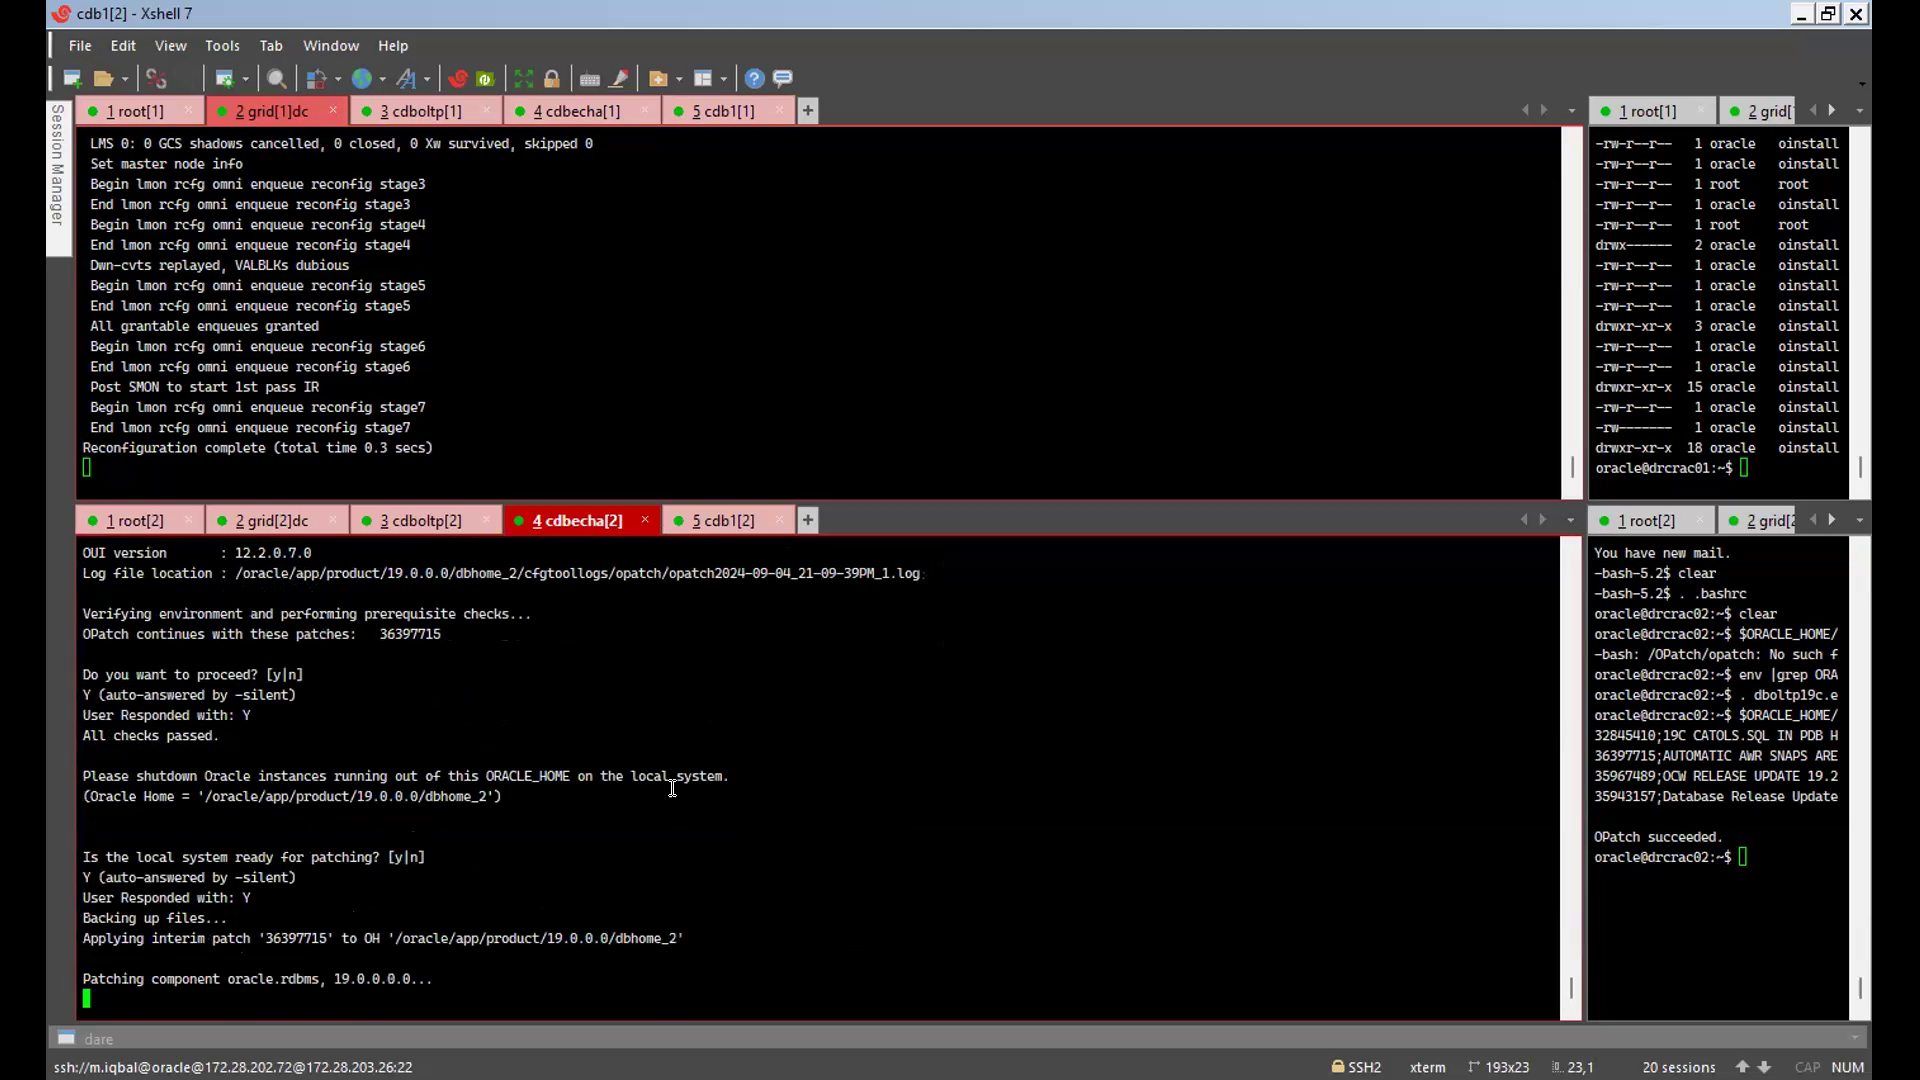 cdb1[2] - Xshell 7
File Edit View Tools Tab Window Help
Session Manager
1 root[1] 2 grid[1]dc 3 cdboltp[1] 4 cdbecha[1] 5 cdb1[1]
LMS 0: 0 GCS shadows cancelled, 0 closed, 0 Xw survived, skipped 0
Set master node info
Begin lmon rcfg omni enqueue reconfig stage3
End lmon rcfg omni enqueue reconfig stage3
Begin lmon rcfg omni enqueue reconfig stage4
End lmon rcfg omni enqueue reconfig stage4
Dwn-cvts replayed, VALBLKs dubious
Begin lmon rcfg omni enqueue reconfig stage5
End lmon rcfg omni enqueue reconfig stage5
All grantable enqueues granted
Begin lmon rcfg omni enqueue reconfig stage6
End lmon rcfg omni enqueue reconfig stage6
Post SMON to start 1st pass IR
Begin lmon rcfg omni enqueue reconfig stage7
End lmon rcfg omni enqueue reconfig stage7
Reconfiguration complete (total time 0.3 secs)
1 root[1] 2 grid[
-rw-r--r-- 1 oracle oinstall
-rw-r--r-- 1 oracle oinstall
-rw-r--r-- 1 root root
-rw-r--r-- 1 oracle oinstall
-rw-r--r-- 1 root root
drwx------ 2 oracle oinstall
-rw-r--r-- 1 oracle oinstall
-rw-r--r-- 1 oracle oinstall
-rw-r--r-- 1 oracle oinstall
drwxr-xr-x 3 oracle oinstall
-rw-r--r-- 1 oracle oinstall
-rw-r--r-- 1 oracle oinstall
drwxr-xr-x 15 oracle oinstall
-rw-r--r-- 1 oracle oinstall
-rw------- 1 oracle oinstall
drwxr-xr-x 18 oracle oinstall
oracle@drcrac01:~$
1 root[2] 2 grid[2]dc 3 cdboltp[2] 4 cdbecha[2] 5 cdb1[2]
OUI version : 12.2.0.7.0
Log file location : /oracle/app/product/19.0.0.0/dbhome_2/cfgtoollogs/opatch/opatch2024-09-04_21-09-39PM_1.log
Verifying environment and performing prerequisite checks...
OPatch continues with these patches: 36397715
Do you want to proceed? [y|n]
Y (auto-answered by -silent)
User Responded with: Y
All checks passed.
Please shutdown Oracle instances running out of this ORACLE_HOME on the local system.
(Oracle Home = '/oracle/app/product/19.0.0.0/dbhome_2')
Is the local system ready for patching? [y|n]
Y (auto-answered by -silent)
User Responded with: Y
Backing up files...
Applying interim patch '36397715' to OH '/oracle/app/product/19.0.0.0/dbhome_2'
Patching component oracle.rdbms, 19.0.0.0.0...
1 root[2] 2 grid[2
You have new mail.
-bash-5.2$ clear
-bash-5.2$ . .bashrc
oracle@drcrac02:~$ clear
oracle@drcrac02:~$ $ORACLE_HOME/
-bash: /OPatch/opatch: No such f
oracle@drcrac02:~$ env |grep ORA
oracle@drcrac02:~$ . dboltp19c.e
oracle@drcrac02:~$ $ORACLE_HOME/
32845410;19C CATOLS.SQL IN PDB H
36397715;AUTOMATIC AWR SNAPS ARE
35967489;OCW RELEASE UPDATE 19.2
35943157;Database Release Update
OPatch succeeded.
oracle@drcrac02:~$
dare
ssh://m.iqbal@oracle@172.28.202.72@172.28.203.26:22 SSH2 xterm 193x23 23,1 20 sessions CAP NUM